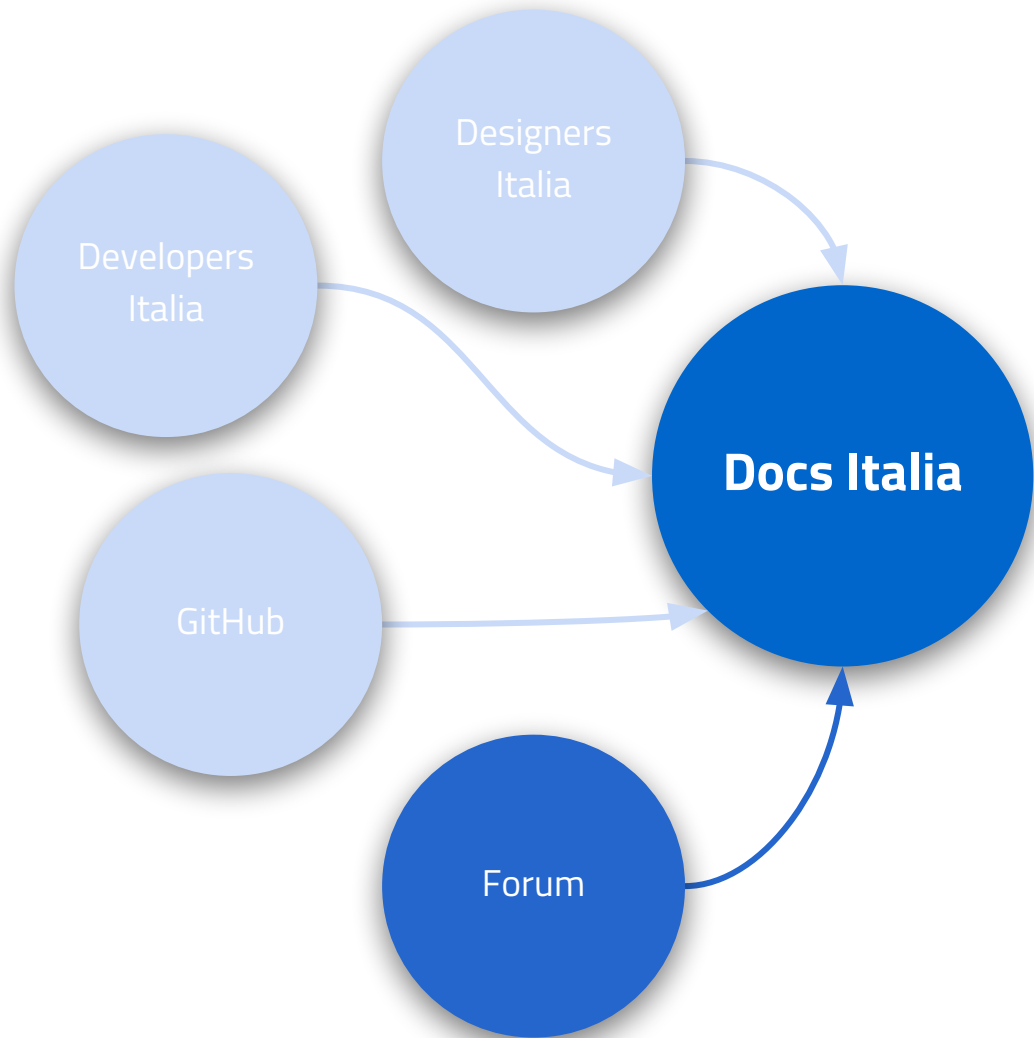 Designers
Italia
Developers
Italia
Docs Italia
GitHub
Forum